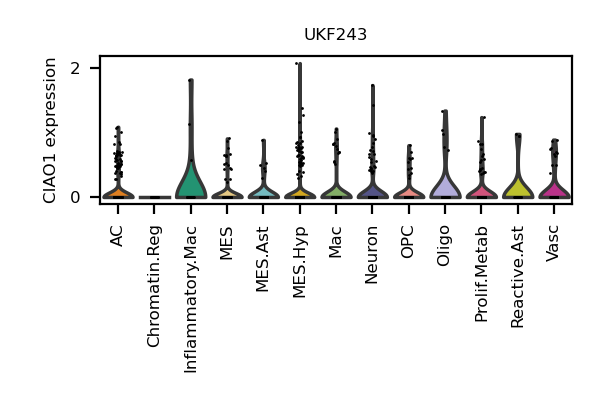 UKF243
CIAO1 expression
2
0
AC
Chromatin.Reg
Inflammatory.Mac
MES
MES.Ast
MES.Hyp
Mac
Neuron
OPC
Oligo
Prolif.Metab
Reactive.Ast
Vasc